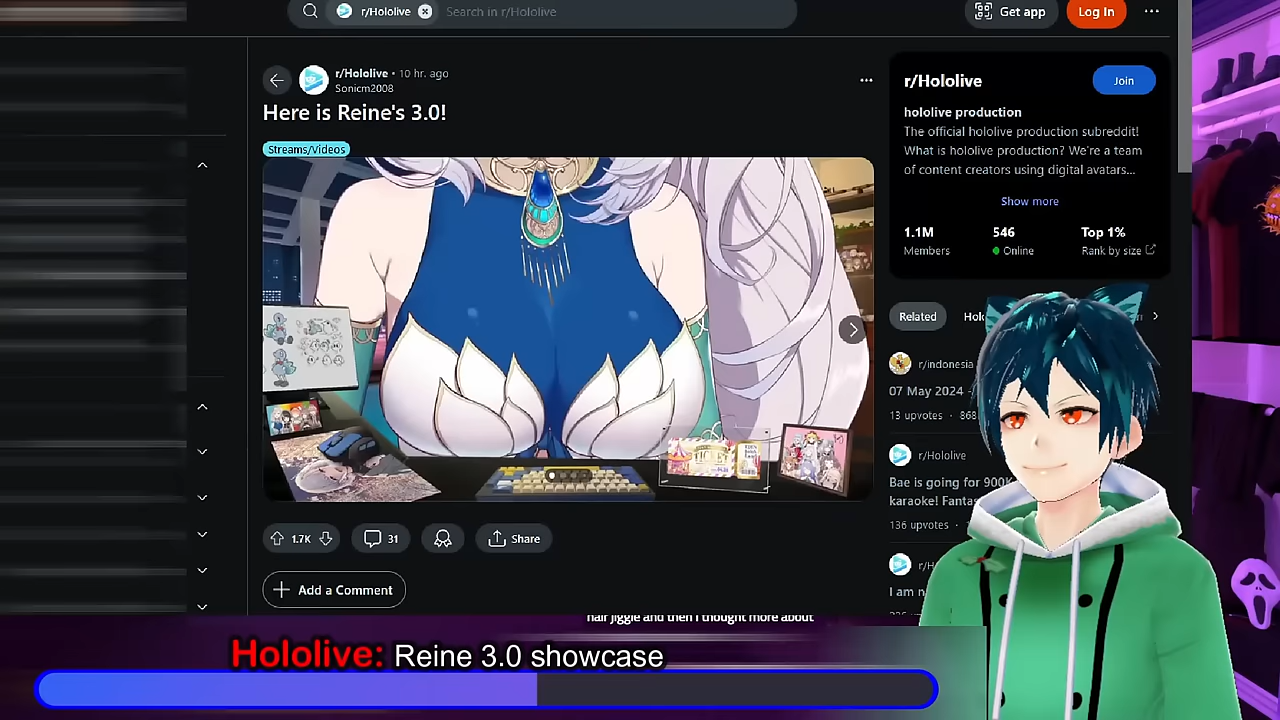 r/Hololive
Search in r/Hololive
Get app
Log In
r/Hololive • 10 hr. ago
Sonicm2008
Here is Reine's 3.0!
Streams/Videos
1.7K
31
Share
Add a Comment
r/Hololive
Join
hololive production
The official hololive production subreddit!
What is hololive production? We're a team
of content creators using digital avatars...
Show more
1.1M
546
Top 1%
Members
Online
Rank by size
Related
r/indonesia
07 May 2024 -
13 upvotes · 868
r/Hololive
Bae is going for 900K
karaoke!
136 upvotes ·
hair jiggle and then I thought more about
Hololive: Reine 3.0 showcase